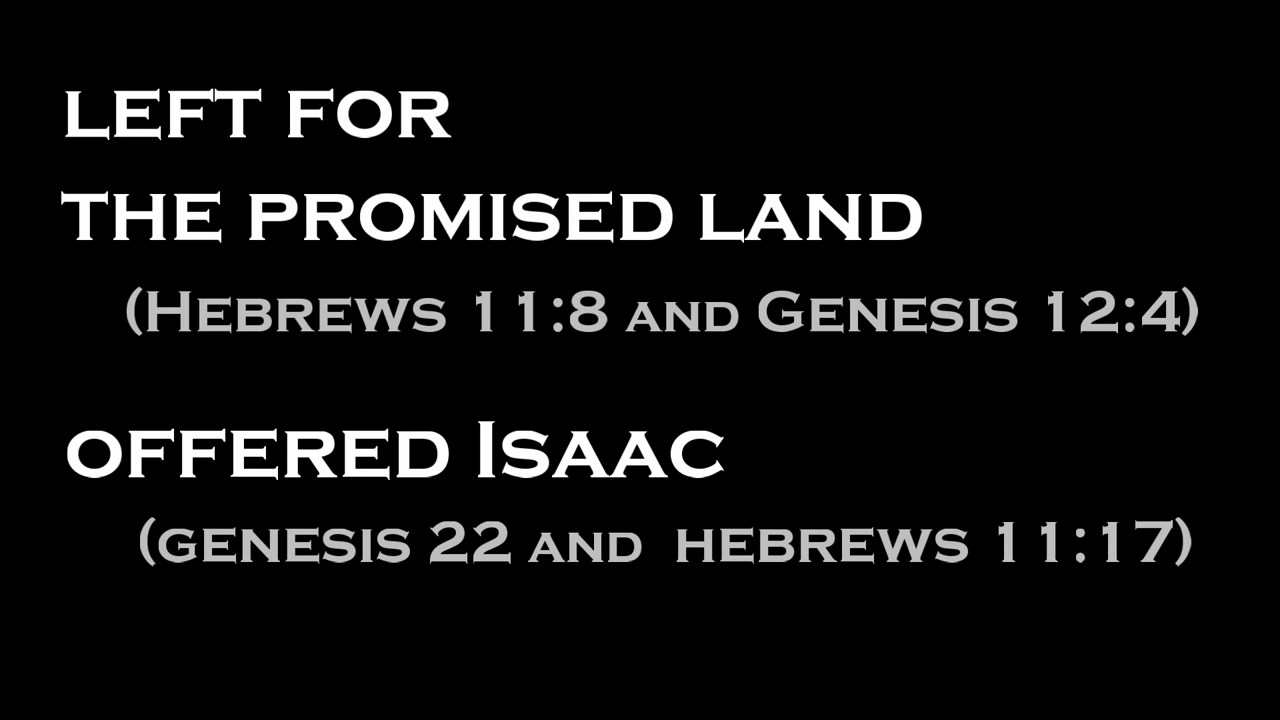 LEFT FOR
THE PROMISED LAND
(HEBREWS 11:8 AND GENESIS 12:4)
OFFERED ISAAC
(GENESIS 22 AND HEBREWS 11:17)